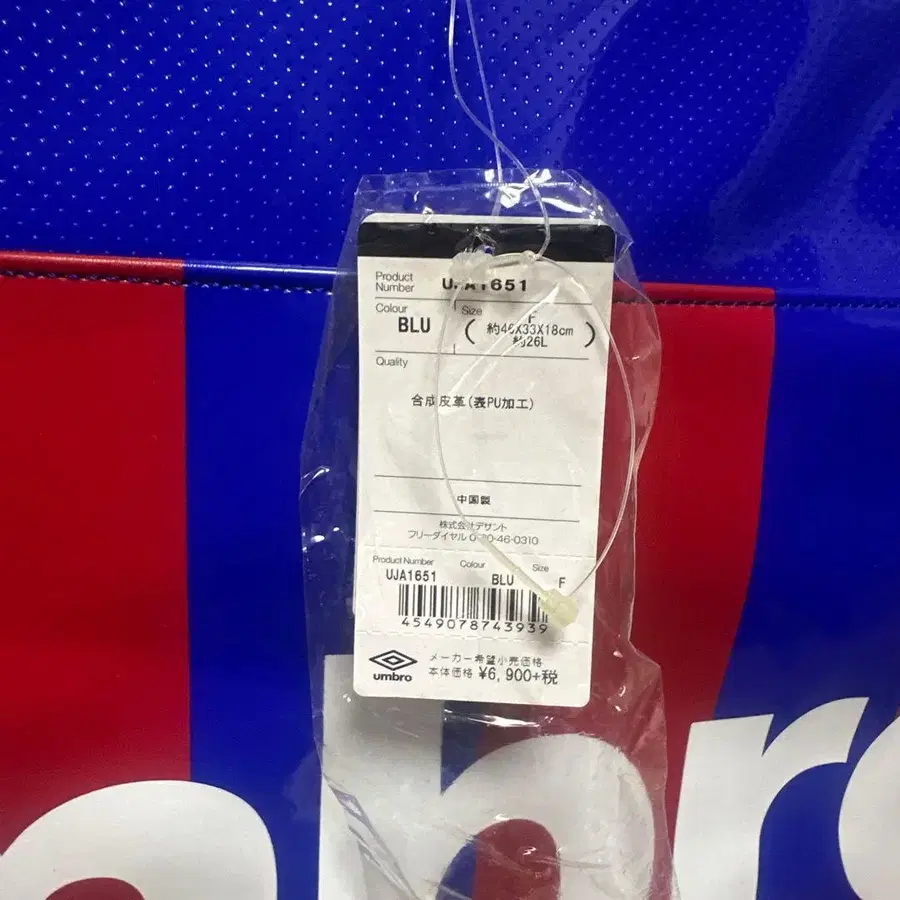 Product
Number UJA1651
Colour BLU
Size F
(約46X33X18cm
約26L)
Quality
合成皮革(表PU加工)
中国製
株式会社デサント
フリーダイヤル 0120-46-0310
Product Number Colour Size
UJA1651 BLU F
4549078743939
umbro
メーカー希望小売価格
本体価格 ¥6,900+税
br